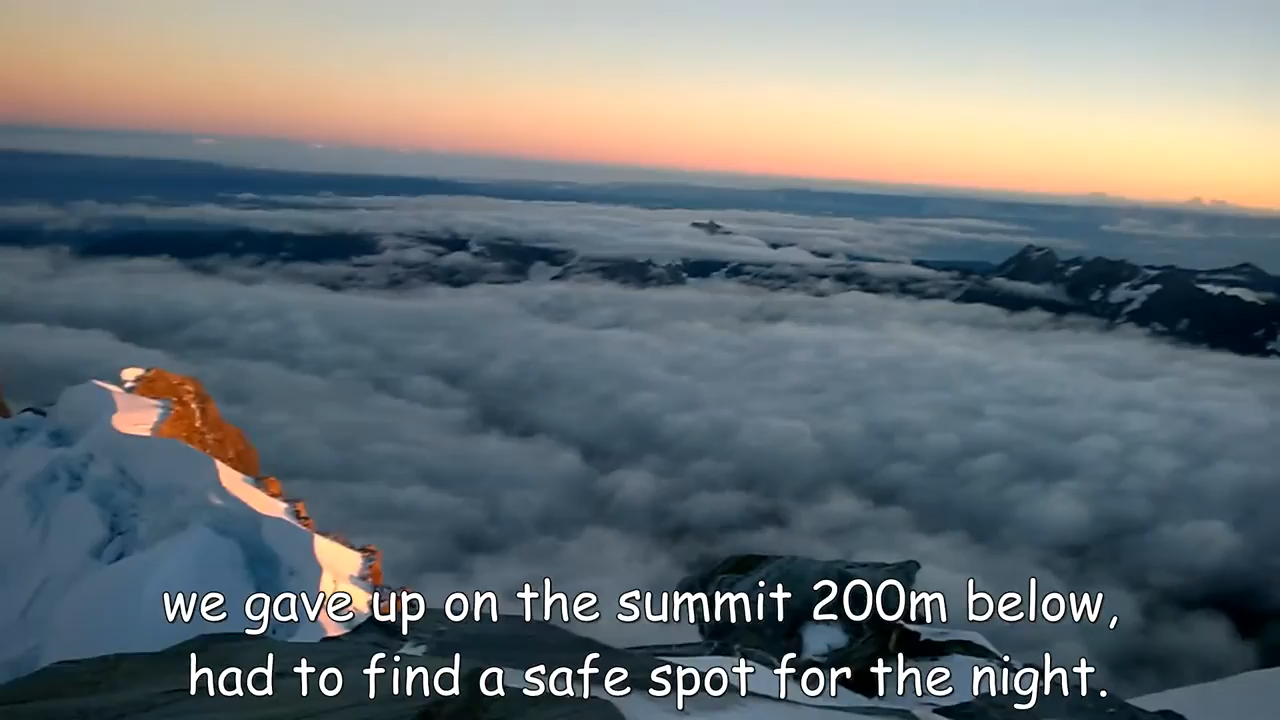 we gave up on the summit 200m below,
had to find a safe spot for the night.